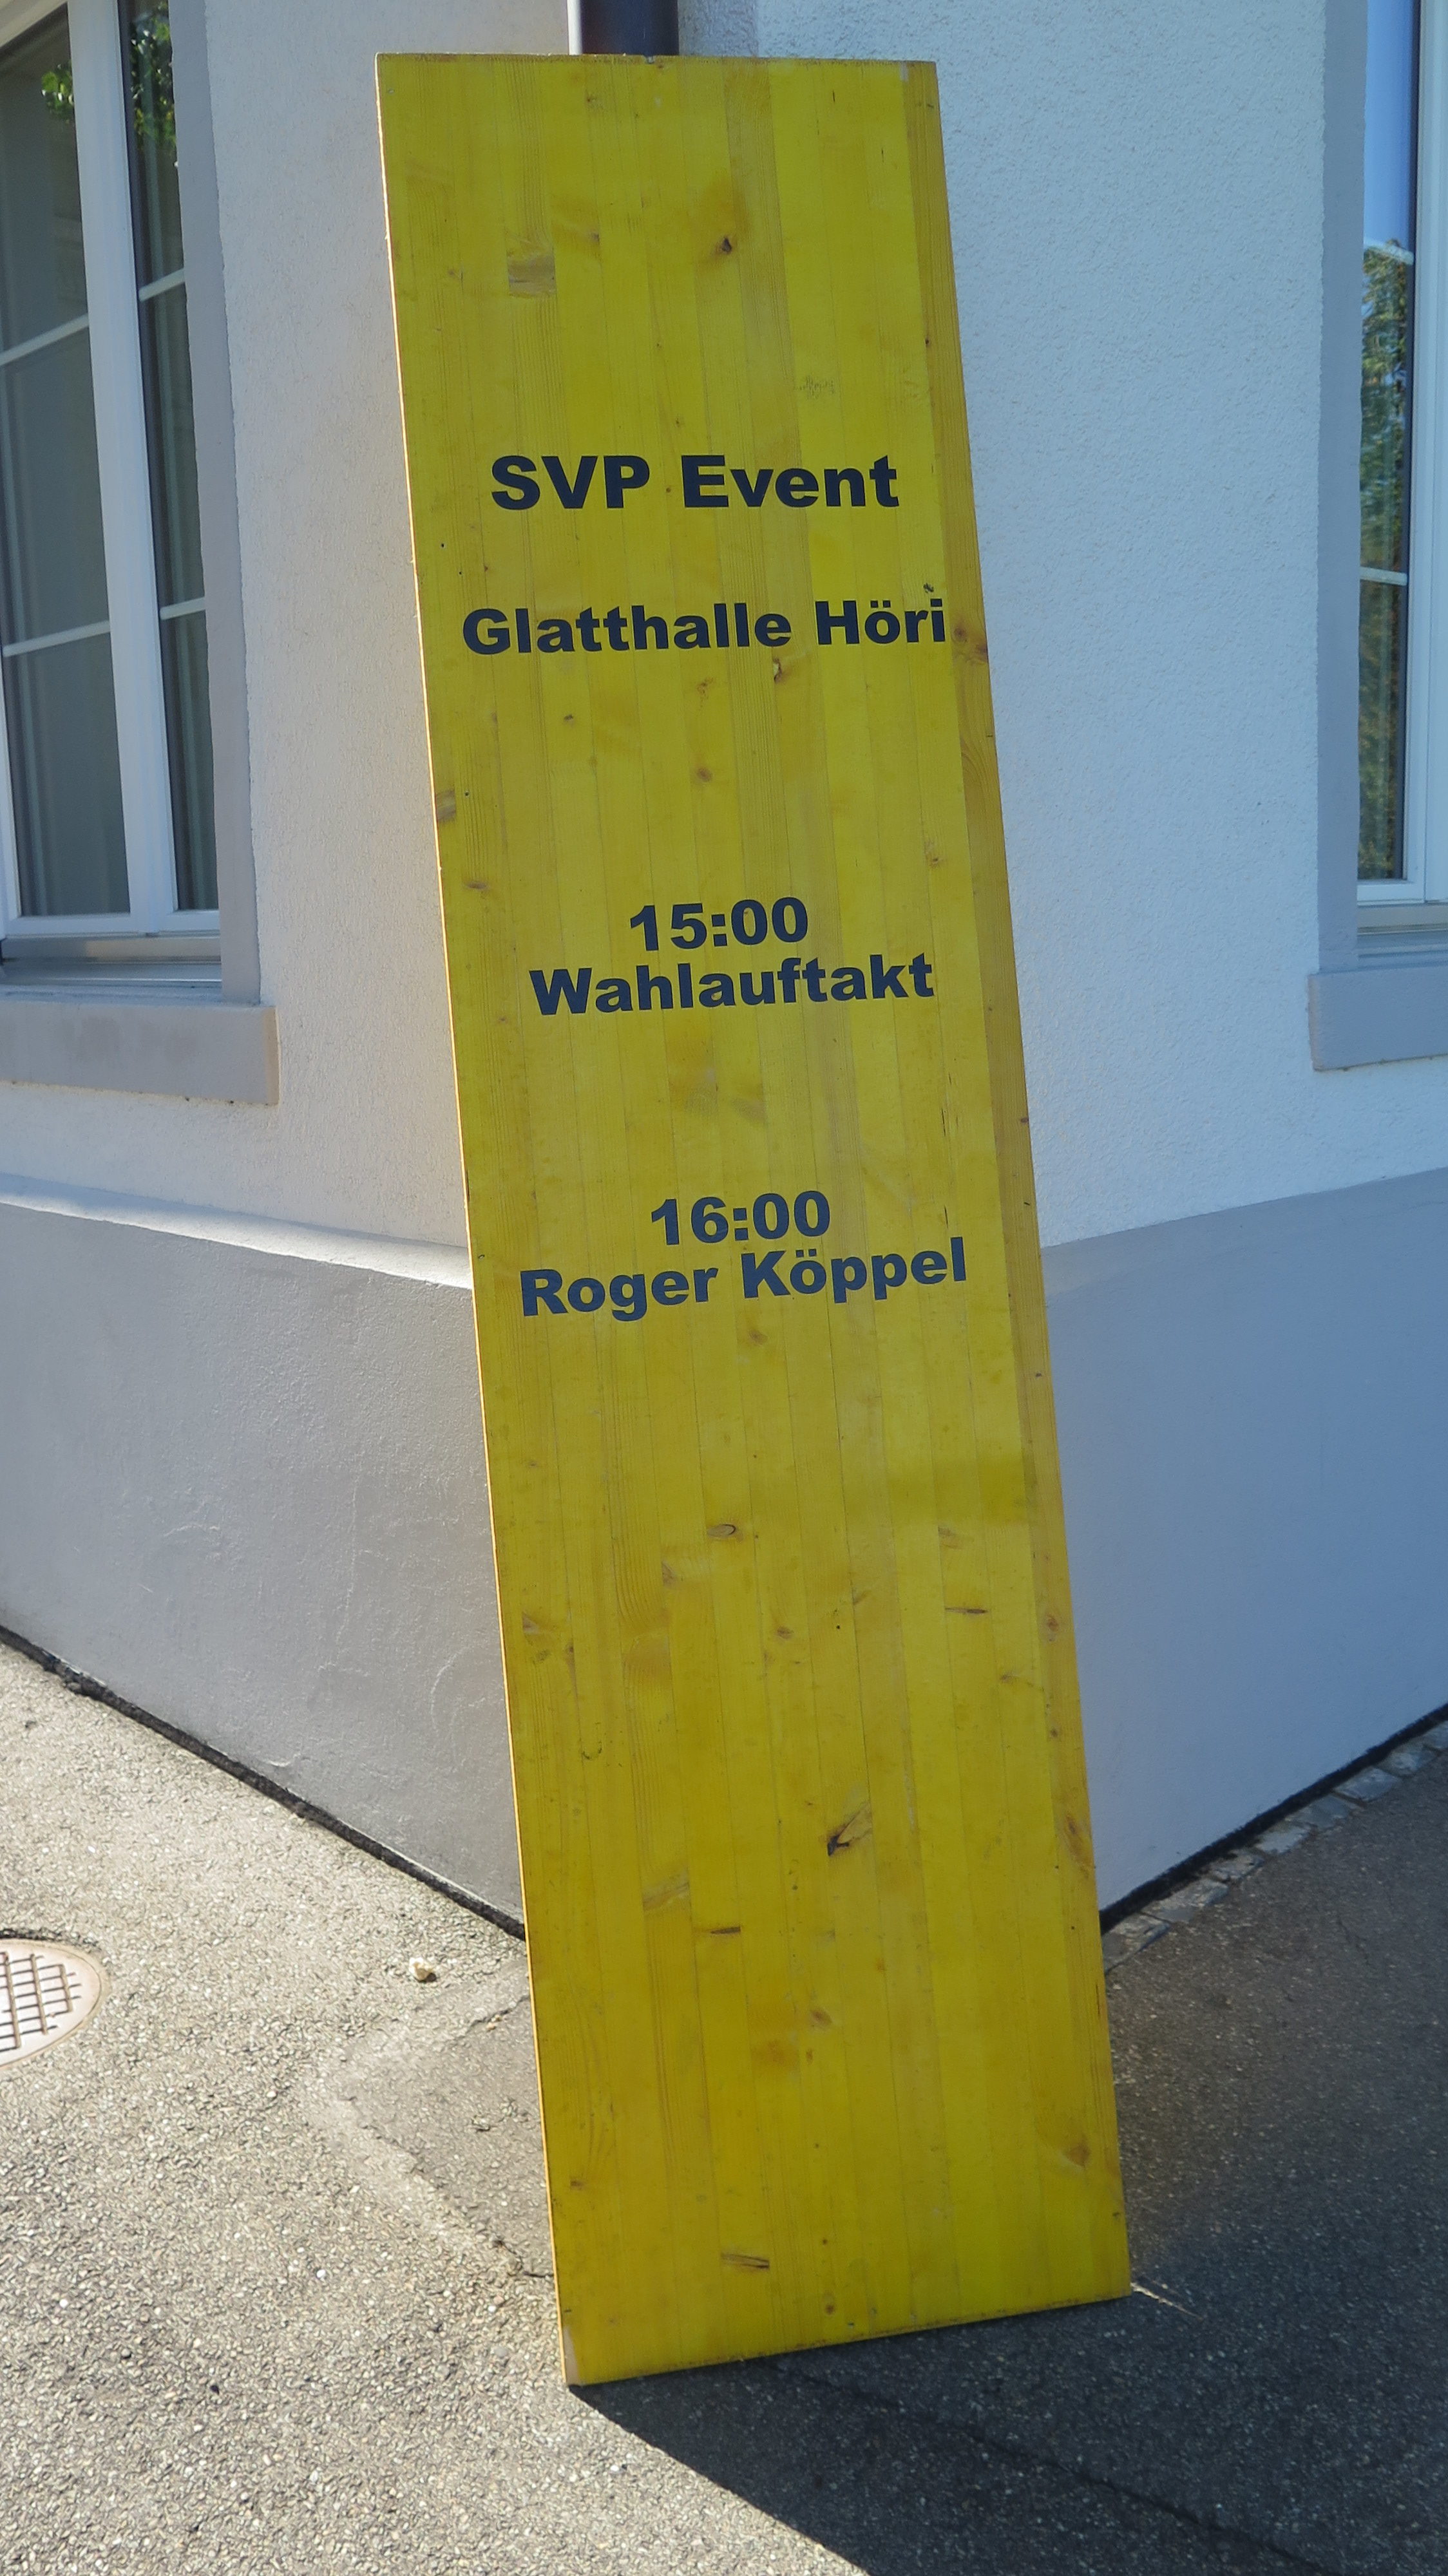 SVP Event
Glatthalle Höri
15:00
Wahlauftakt
16:00
Roger Köppel